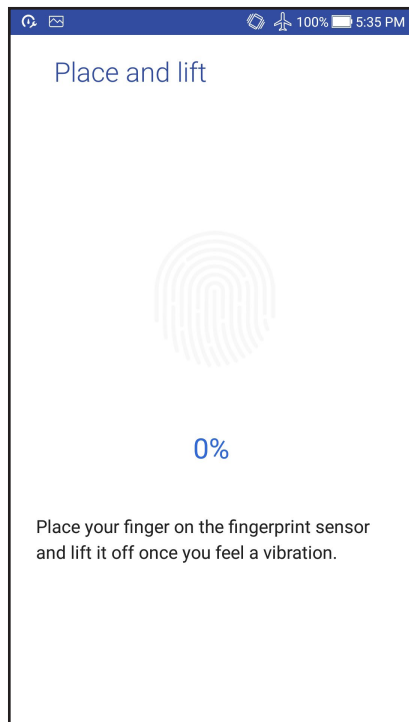 100% 5:35 PM
Place and lift
0%
Place your finger on the fingerprint sensor
and lift it off once you feel a vibration.